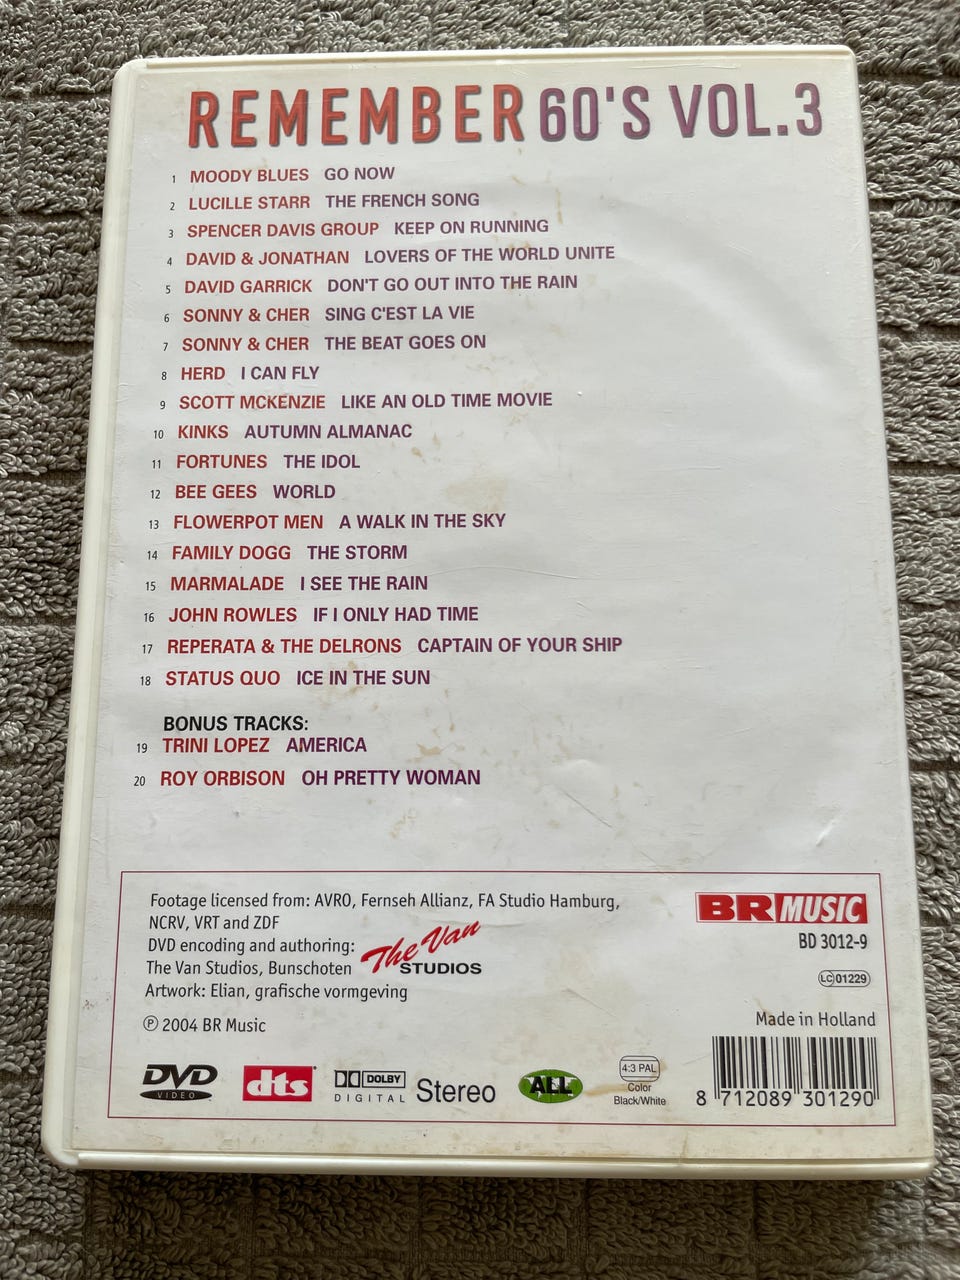 REMEMBER 60'S VOL.3
1 MOODY BLUES GO NOW
2 LUCILLE STARR THE FRENCH SONG
3 SPENCER DAVIS GROUP KEEP ON RUNNING
4 DAVID & JONATHAN LOVERS OF THE WORLD UNITE
5 DAVID GARRICK DON'T GO OUT INTO THE RAIN
6 SONNY & CHER SING C'EST LA VIE
7 SONNY & CHER THE BEAT GOES ON
8 HERD I CAN FLY
9 SCOTT MCKENZIE LIKE AN OLD TIME MOVIE
10 KINKS AUTUMN ALMANAC
11 FORTUNES THE IDOL
12 BEE GEES WORLD
13 FLOWERPOT MEN A WALK IN THE SKY
14 FAMILY DOGG THE STORM
15 MARMALADE I SEE THE RAIN
16 JOHN ROWLES IF I ONLY HAD TIME
17 REPERATA & THE DELRONS CAPTAIN OF YOUR SHIP
18 STATUS QUO ICE IN THE SUN
BONUS TRACKS:
19 TRINI LOPEZ AMERICA
20 ROY ORBISON OH PRETTY WOMAN
Footage licensed from: AVRO, Fernseh Allianz, FA Studio Hamburg,
NCRV, VRT and ZDF
DVD encoding and authoring:
The Van Studios, Bunschoten
The Van
STUDIOS
Artwork: Elian, grafische vormgeving
℗ 2004 BR Music
BR MUSIC
BD 3012-9
LC 01229
Made in Holland
DVD
VIDEO
dts
DOLBY
DIGITAL
Stereo
ALL
4:3 PAL
Color
Black/White
8 712089 301290